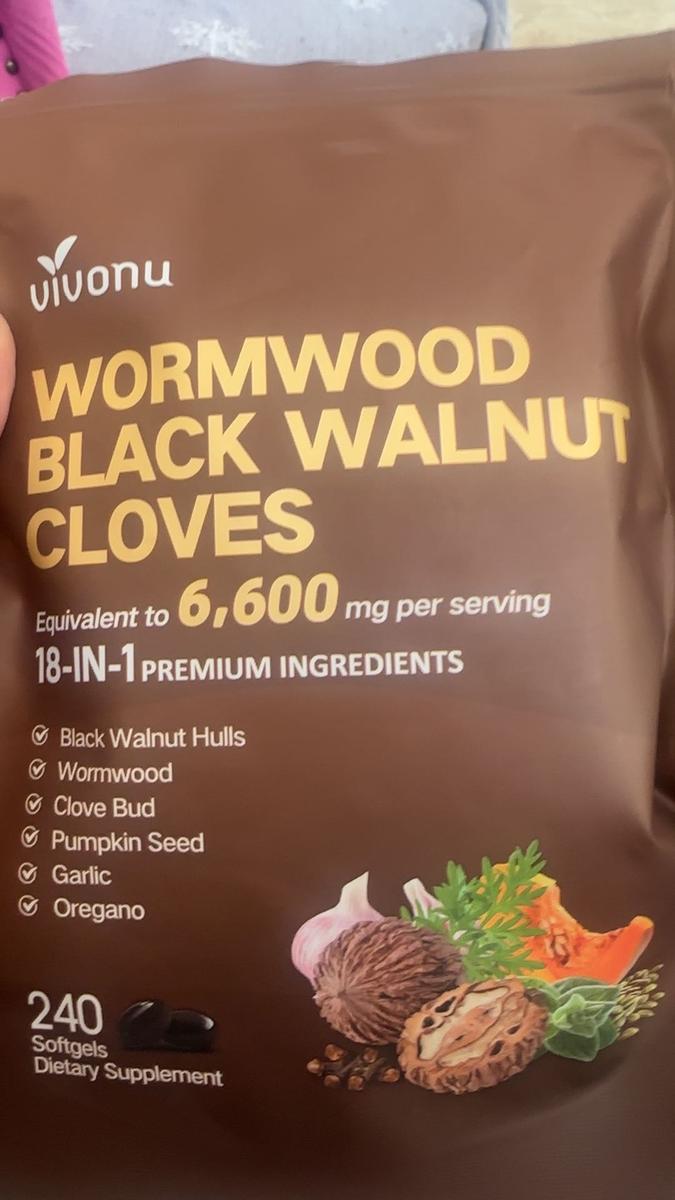 vivonu
WORMWOOD
BLACK WALNUT
CLOVES
Equivalent to 6,600 mg per serving
18-IN-1 PREMIUM INGREDIENTS
Black Walnut Hulls
Wormwood
Clove Bud
Pumpkin Seed
Garlic
Oregano
240
Softgels
Dietary Supplement